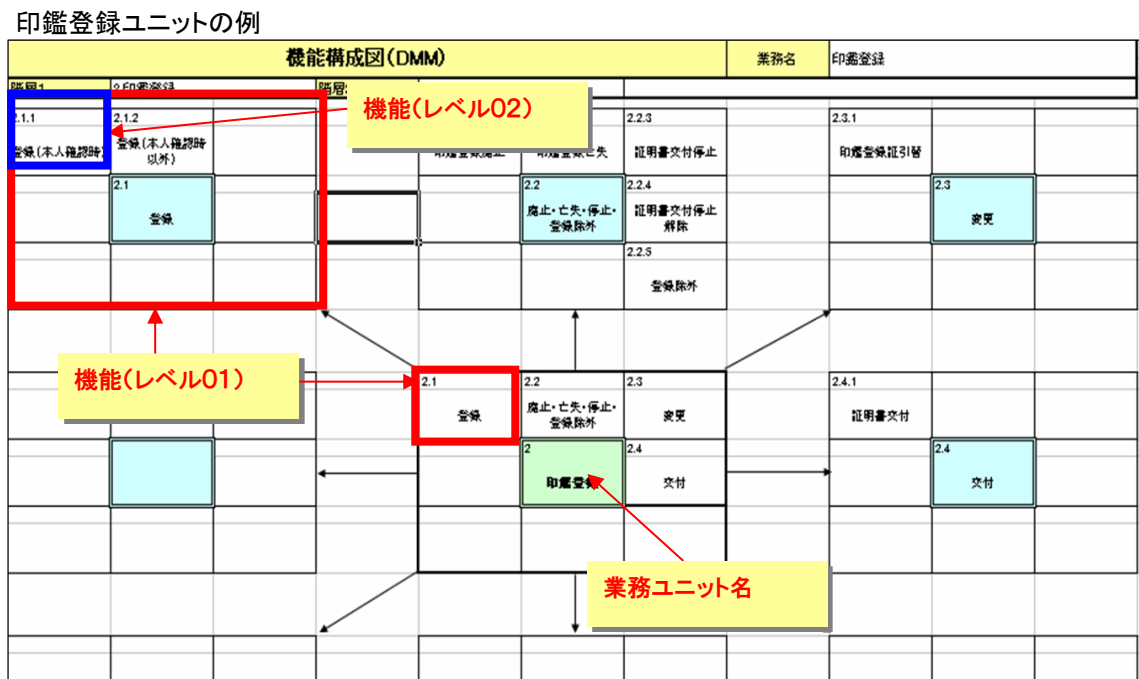 印鑑登録ユニットの例
機能構成図(DMM)
業務名
印鑑登録
階層1
2 印鑑登録
機能(レベル02)
2.1.1
登録(本人確認時)
2.1.2
登録(本人確認時
以外)
2.1
登録
2.2
廃止・亡失・停止・
登録除外
2.2.3
証明書交付停止
2.2.4
証明書交付停止
解除
2.2.5
登録除外
2.3.1
印鑑登録証引替
2.3
変更
機能(レベル01)
2.1
登録
2.2
廃止・亡失・停止・
登録除外
2.3
変更
2
印鑑登録
2.4
交付
2.4.1
証明書交付
2.4
交付
業務ユニット名